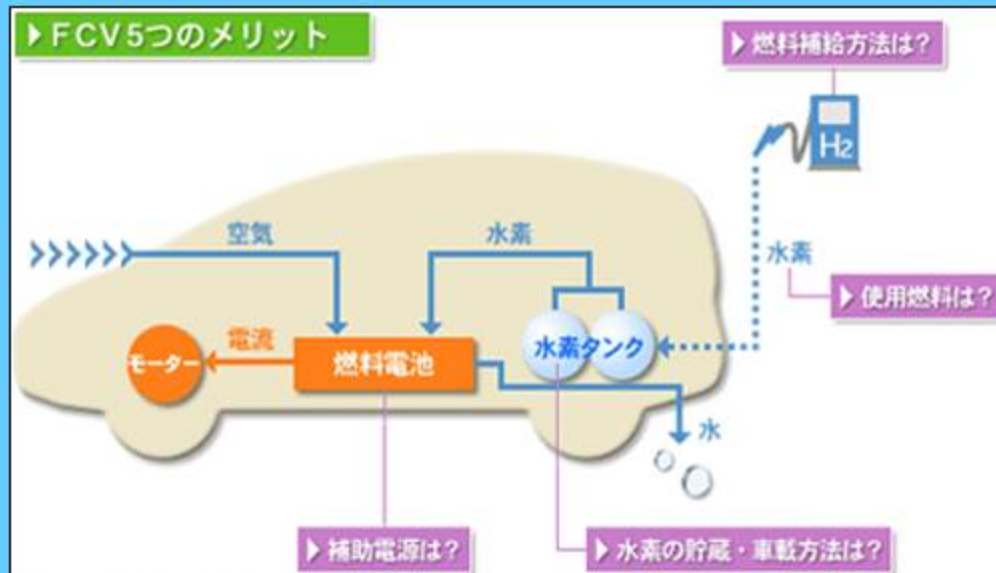 ▶FCV5つのメリット
▶燃料補給方法は?
H2
空気
水素
水素
▶使用燃料は?
電流
モーター
燃料電池
水素タンク
水
▶補助電源は?
▶水素の貯蔵・車載方法は?